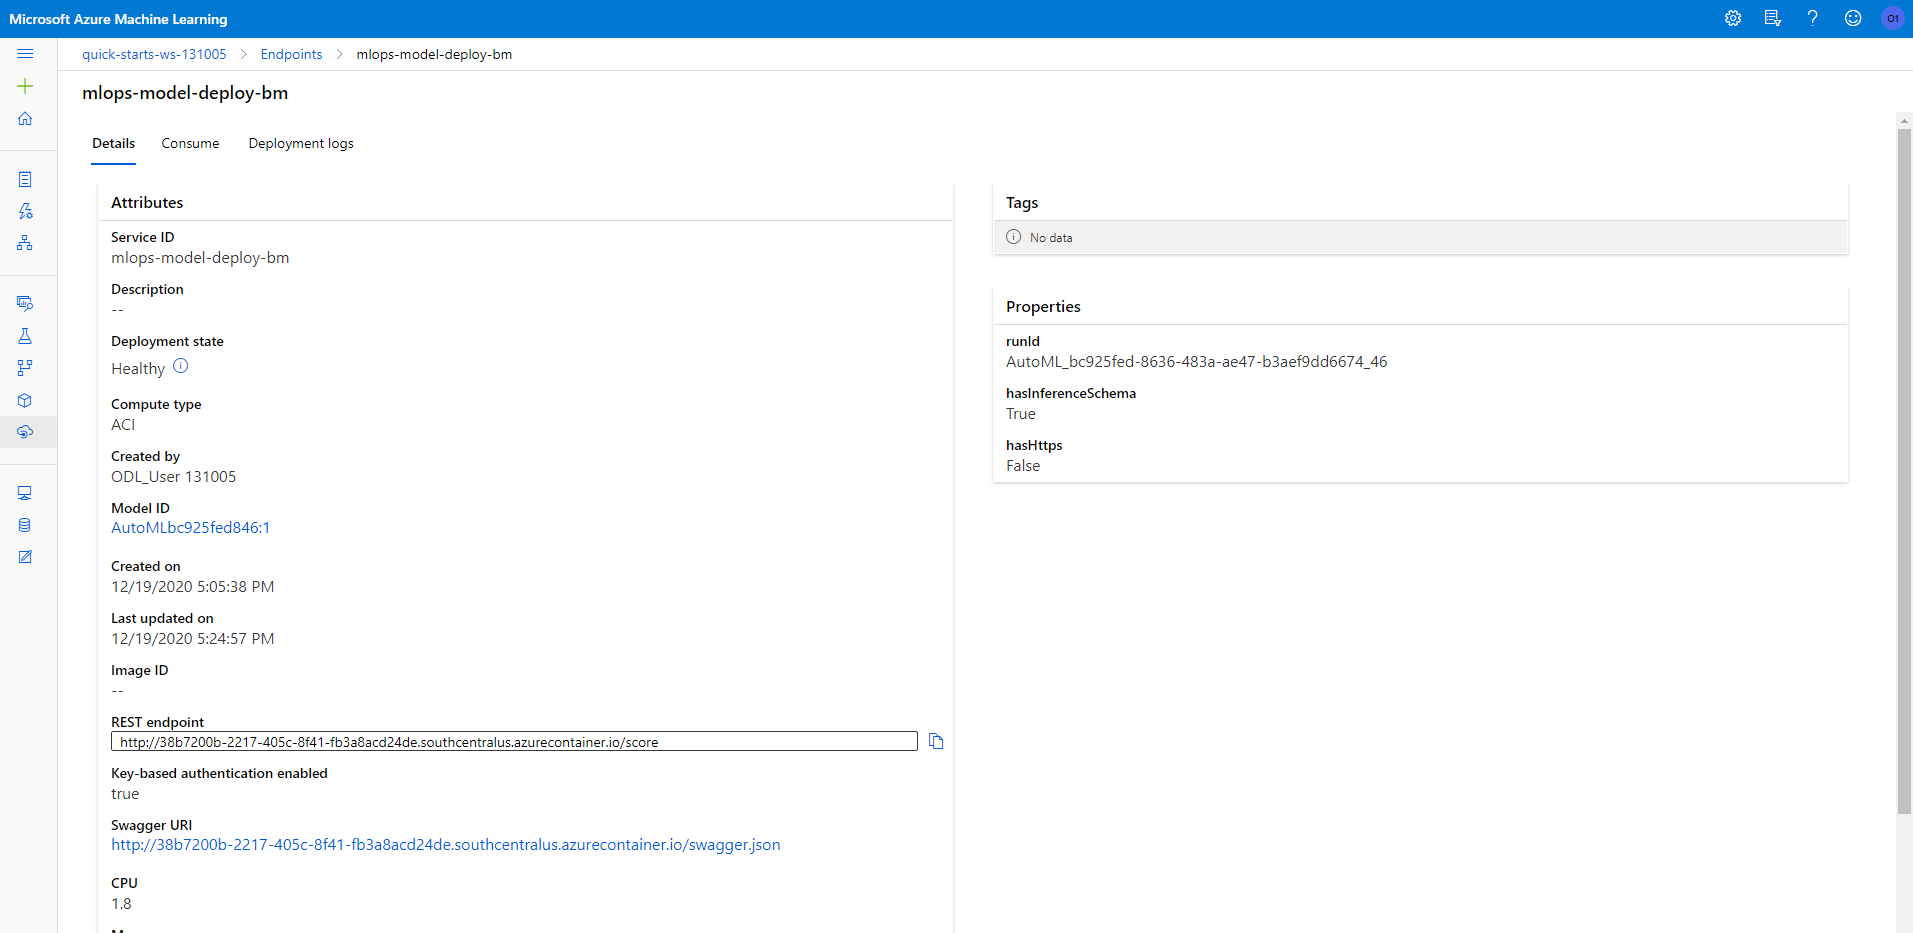 Microsoft Azure Machine Learning
01
quick-starts-ws-131005 > Endpoints > mlops-model-deploy-bm
mlops-model-deploy-bm
Details Consume Deployment logs
Attributes
Service ID
mlops-model-deploy-bm
Description
--
Deployment state
Healthy
Compute type
ACI
Created by
ODL_User 131005
Model ID
AutoMLbc925fed846:1
Created on
12/19/2020 5:05:38 PM
Last updated on
12/19/2020 5:24:57 PM
Image ID
--
REST endpoint
http://38b7200b-2217-405c-8f41-fb3a8acd24de.southcentralus.azurecontainer.io/score
Key-based authentication enabled
true
Swagger URI
http://38b7200b-2217-405c-8f41-fb3a8acd24de.southcentralus.azurecontainer.io/swagger.json
CPU
1.8
Tags
No data
Properties
runId
AutoML_bc925fed-8636-483a-ae47-b3aef9dd6674_46
hasInferenceSchema
True
hasHttps
False